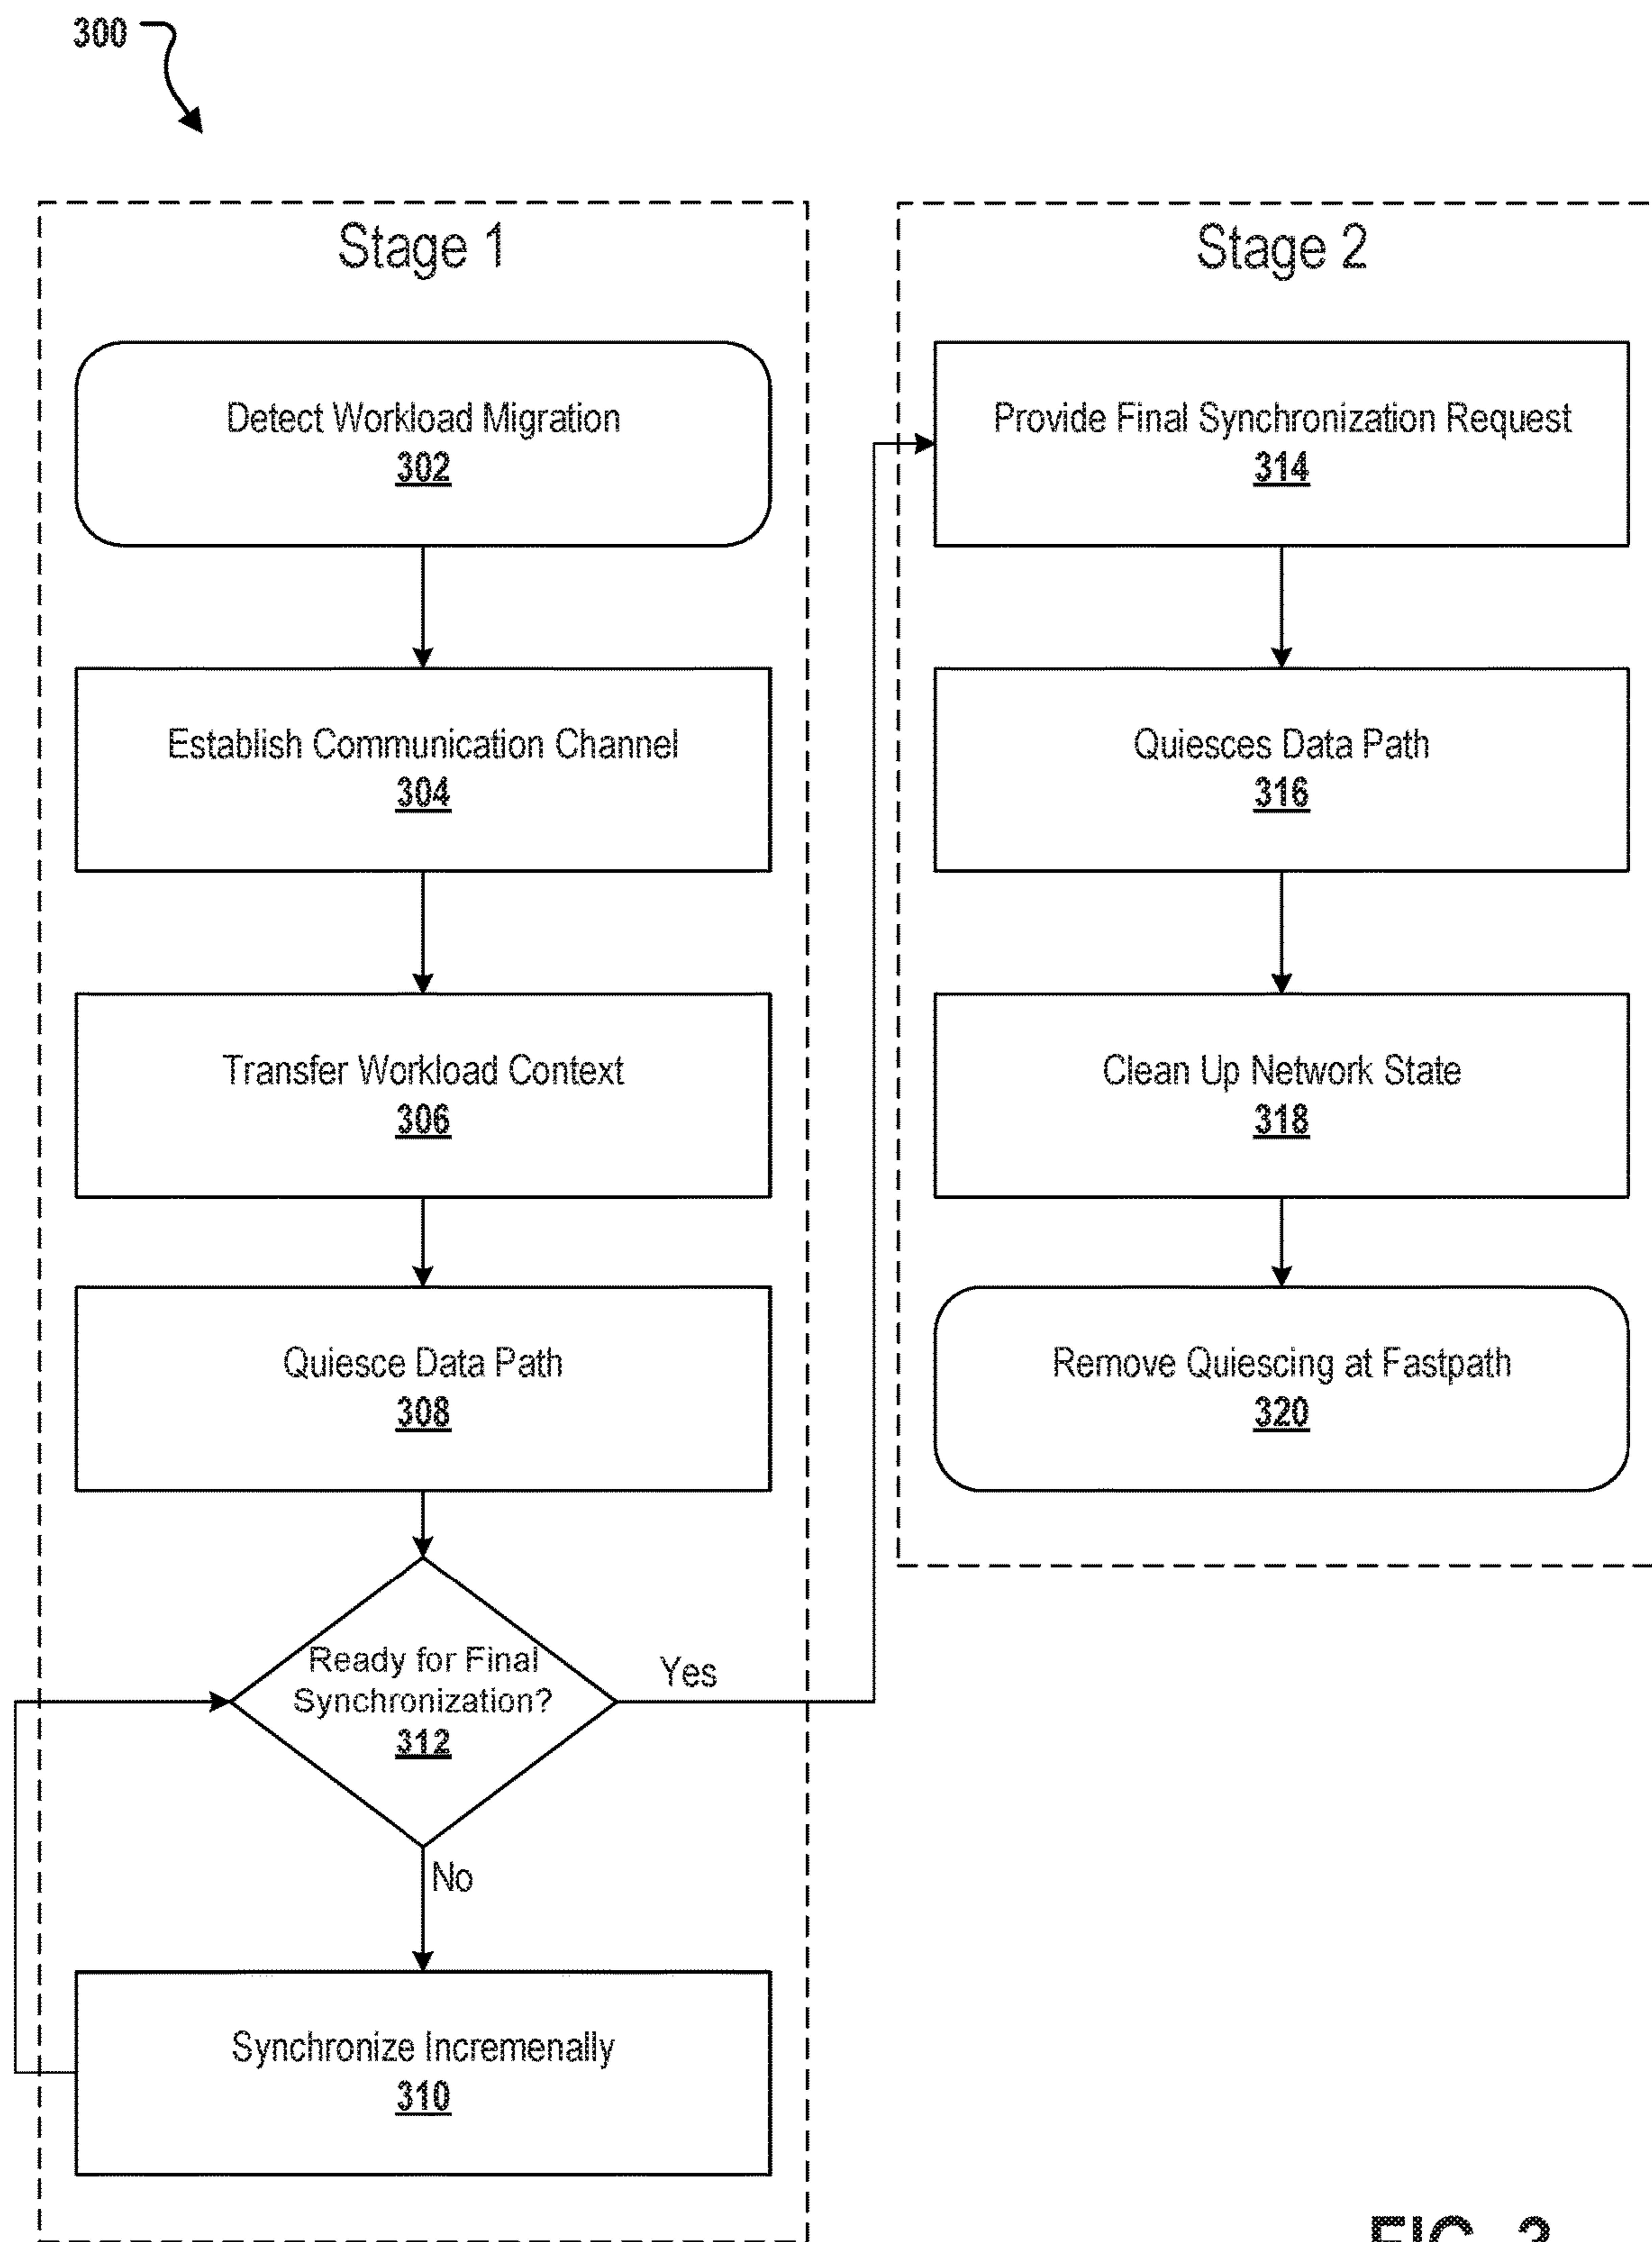 300
Stage 1
Detect Workload Migration
302
Establish Communication Channel
304
Transfer Workload Context
306
Quiesce Data Path
308
Ready for Final
Synchronization?
312
Yes
No
Synchronize Incremenally
310
Stage 2
Provide Final Synchronization Request
314
Quiesces Data Path
316
Clean Up Network State
318
Remove Quiescing at Fastpath
320
FIG. 3